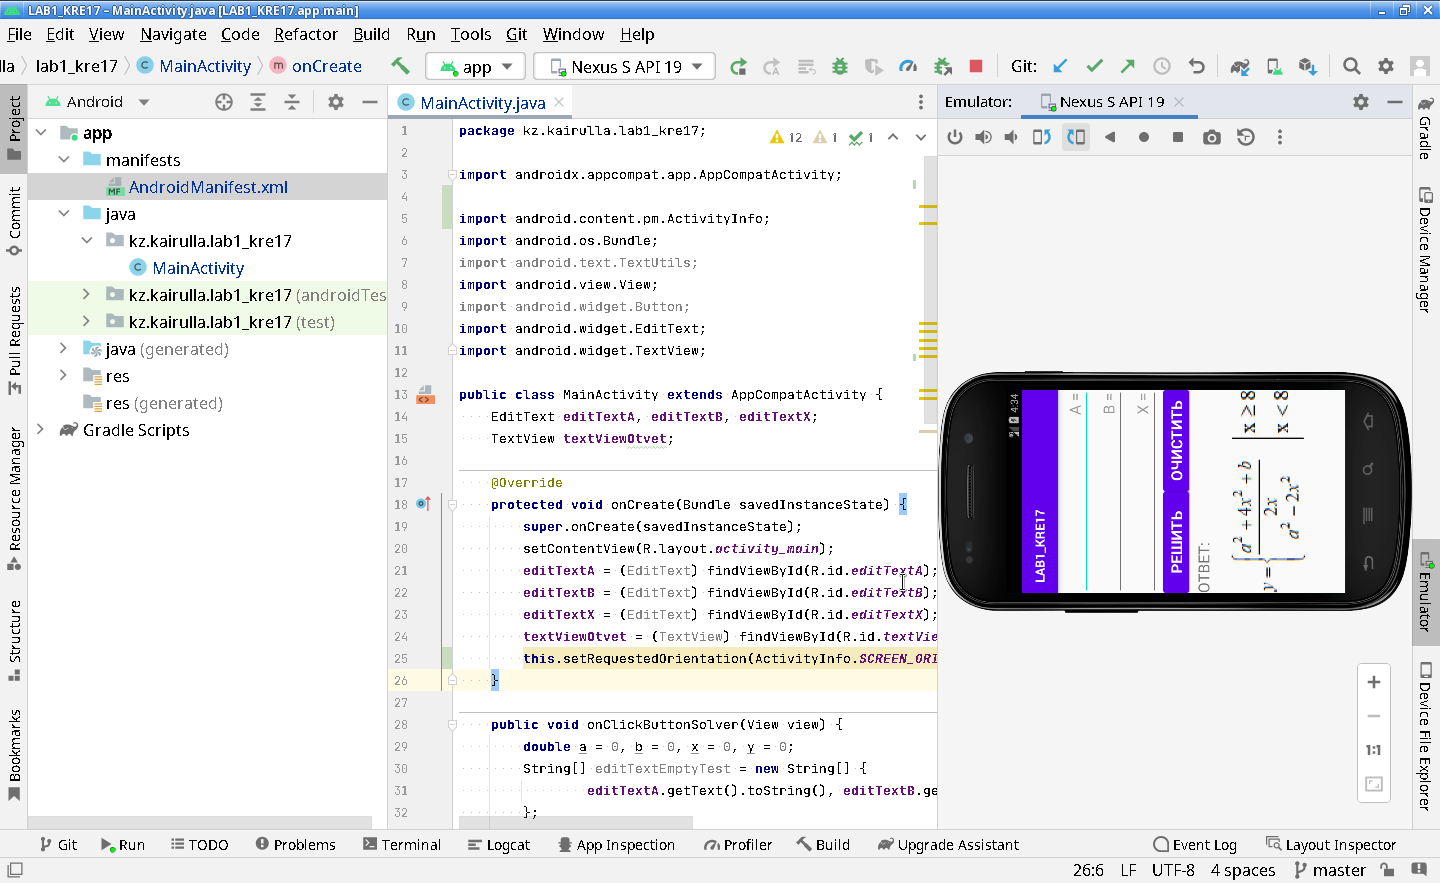 LAB1_KRE17 – MainActivity.java [LAB1_KRE17.app.main]
File Edit View Navigate Code Refactor Build Run Tools Git Window Help
lla lab1_kre17 MainActivity onCreate app Nexus S API 19 Git:
Project
Commit
Pull Requests
Resource Manager
Structure
Bookmarks
Android
app
manifests
AndroidManifest.xml
java
kz.kairulla.lab1_kre17
MainActivity
kz.kairulla.lab1_kre17 (androidTes
kz.kairulla.lab1_kre17 (test)
java (generated)
res
res (generated)
Gradle Scripts
MainActivity.java
12 1 1
1 package kz.kairulla.lab1_kre17;
2
3 import androidx.appcompat.app.AppCompatActivity;
4
5 import android.content.pm.ActivityInfo;
6 import android.os.Bundle;
7 import android.text.TextUtils;
8 import android.view.View;
9 import android.widget.Button;
10 import android.widget.EditText;
11 import android.widget.TextView;
12
13 public class MainActivity extends AppCompatActivity {
14 EditText editTextA, editTextB, editTextX;
15 TextView textViewOtvet;
16
17 @Override
18 protected void onCreate(Bundle savedInstanceState) {
19 super.onCreate(savedInstanceState);
20 setContentView(R.layout.activity_main);
21 editTextA = (EditText) findViewById(R.id.editTextA);
22 editTextB = (EditText) findViewById(R.id.editTextB);
23 editTextX = (EditText) findViewById(R.id.editTextX);
24 textViewOtvet = (TextView) findViewById(R.id.textVie
25 this.setRequestedOrientation(ActivityInfo.SCREEN_ORI
26 }
27
28 public void onClickButtonSolver(View view) {
29 double a = 0, b = 0, x = 0, y = 0;
30 String[] editTextEmptyTest = new String[] {
31 editTextA.getText().toString(), editTextB.ge
32 };
Emulator: Nexus S API 19
4:34
LAB1_KRE17
A =
B =
X =
РЕШИТЬ ОЧИСТИТЬ
ОТВЕТ:
y = { (a² + 4x² + b) / 2x x ≥ 8
a² − 2x² x < 8
1:1
Gradle
Device Manager
Emulator
Device File Explorer
Git Run TODO Problems Terminal Logcat App Inspection Profiler Build Upgrade Assistant Event Log Layout Inspector
26:6 LF UTF-8 4 spaces master